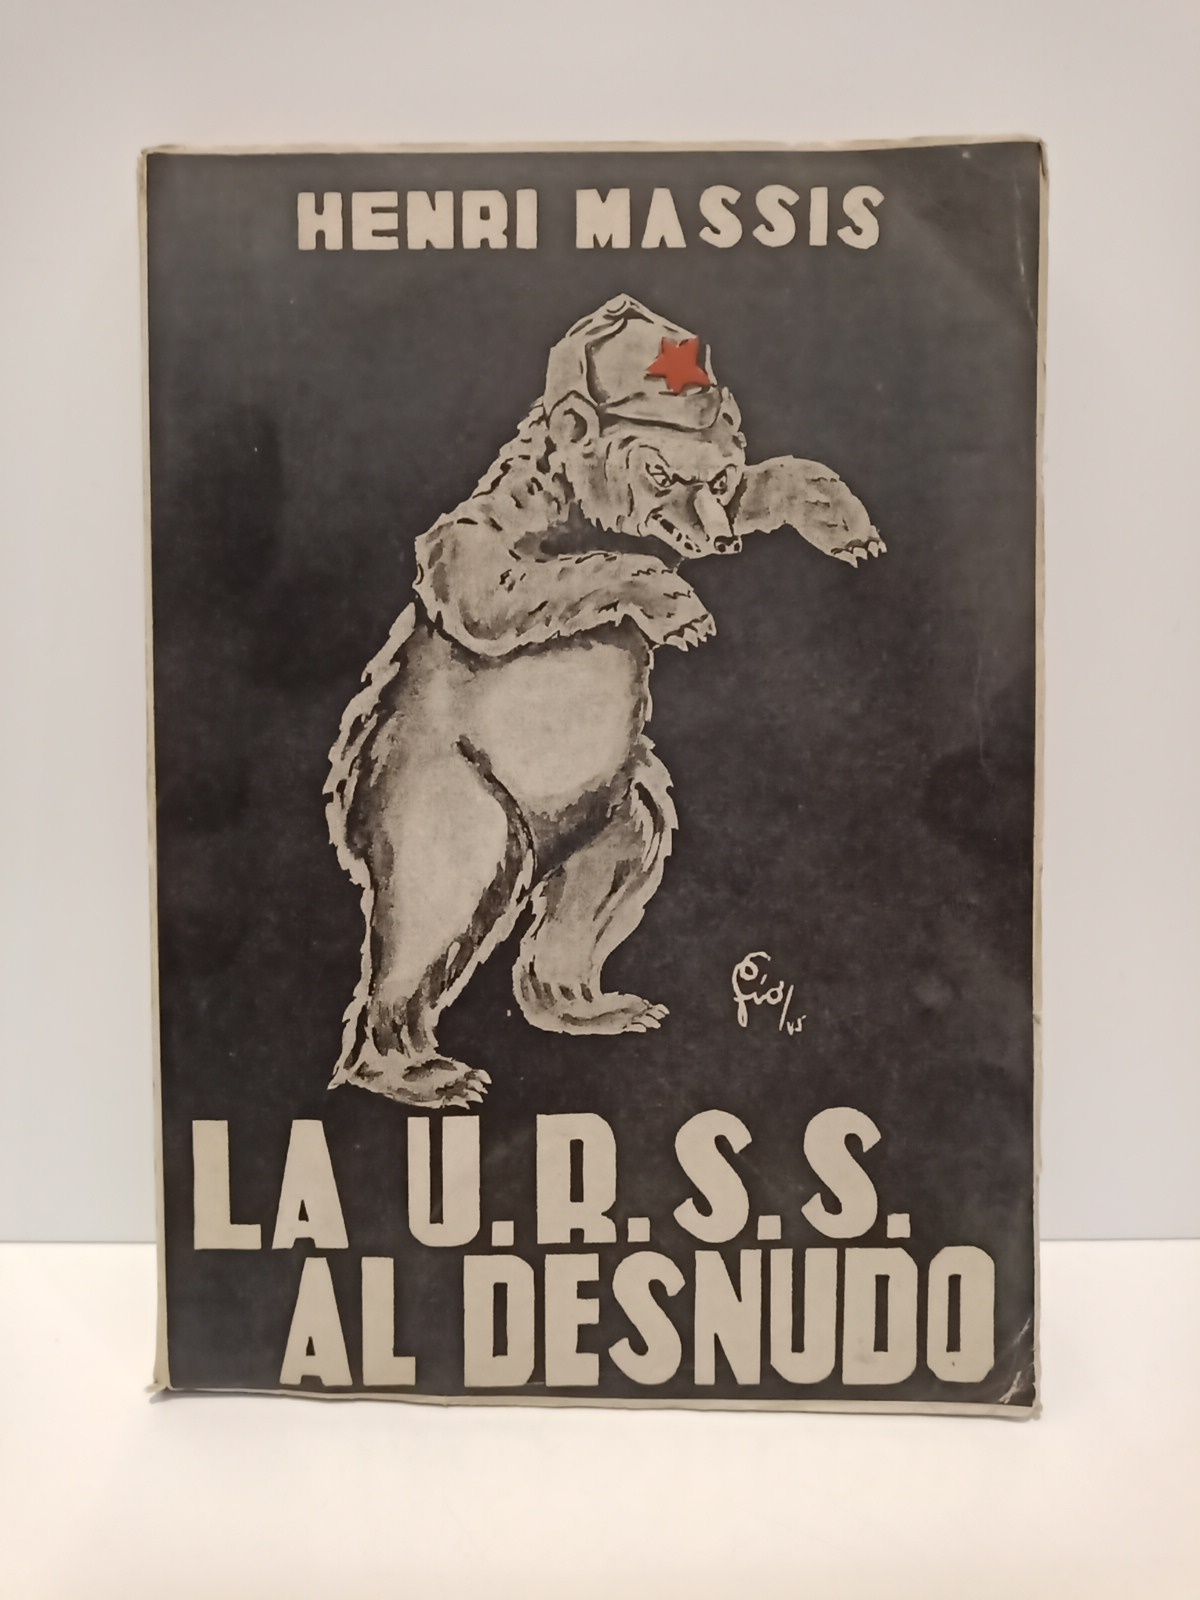 HENRI MASSIS
LA U.R.S.S.
AL DESNUDO